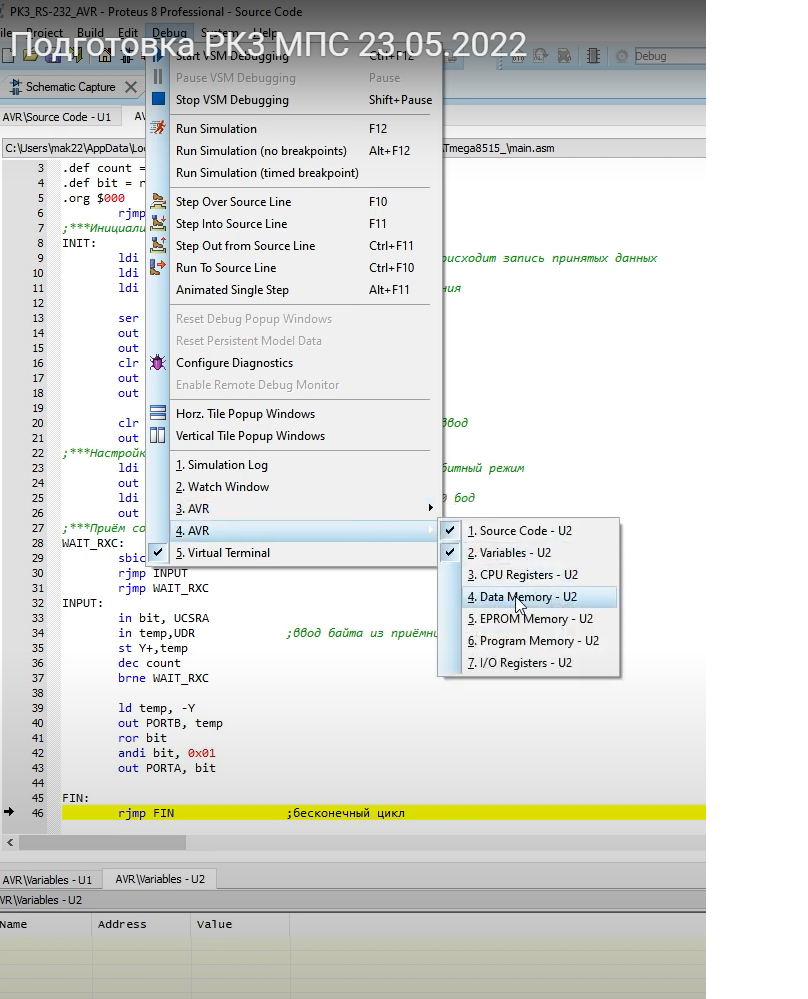 PK3_RS-232_AVR - Proteus 8 Professional - Source Code
Project Build Edit Debug System Help
Подготовка РК3 МПС 23.05.2022
Debug
Schematic Capture
AVR\Source Code - U1
C:\Users\mak22\AppData\Lo
Tmega8515_\main.asm
Start VSM Debugging Ctrl+F12
Pause VSM Debugging Pause
Stop VSM Debugging Shift+Pause
Run Simulation F12
Run Simulation (no breakpoints) Alt+F12
Run Simulation (timed breakpoint)
Step Over Source Line F10
Step Into Source Line F11
Step Out from Source Line Ctrl+F11
Run To Source Line Ctrl+F10
Animated Single Step Alt+F11
Reset Debug Popup Windows
Reset Persistent Model Data
Configure Diagnostics
Enable Remote Debug Monitor
Horz. Tile Popup Windows
Vertical Tile Popup Windows
1. Simulation Log
2. Watch Window
3. AVR
4. AVR
5. Virtual Terminal
1. Source Code - U2
2. Variables - U2
3. CPU Registers - U2
4. Data Memory - U2
5. EPROM Memory - U2
6. Program Memory - U2
7. I/O Registers - U2
3 .def count =
4 .def bit = r
5 .org $000
6 rjmp
7 ;***Инициали
8 INIT:
9 ldi исходит запись принятых данных
10 ldi
11 ldi ния
12
13 ser
14 out
15 out
16 clr
17 out
18 out
19
20 clr ввод
21 out
22 ;***Настройк
23 ldi битный режим
24 out
25 ldi 0 бод
26 out
27 ;***Приём со
28 WAIT_RXC:
29 sbic
30 rjmp INPUT
31 rjmp WAIT_RXC
32 INPUT:
33 in bit, UCSRA
34 in temp,UDR ;ввод байта из приёмни
35 st Y+,temp
36 dec count
37 brne WAIT_RXC
38
39 ld temp, -Y
40 out PORTB, temp
41 ror bit
42 andi bit, 0x01
43 out PORTA, bit
44
45 FIN:
46 rjmp FIN ;бесконечный цикл
AVR\Variables - U1 AVR\Variables - U2
VR\Variables - U2
Name Address Value